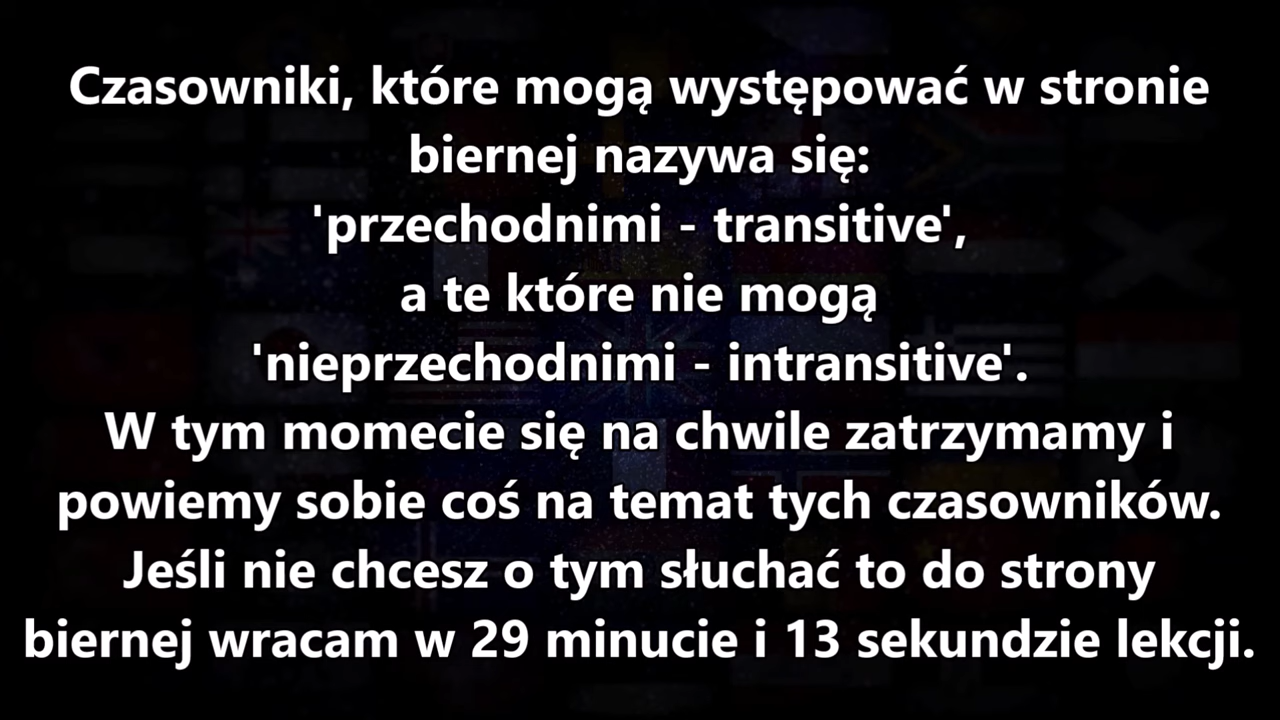 Czasowniki, które mogą występować w stronie
biernej nazywa się:
'przechodnimi - transitive',
a te które nie mogą
'nieprzechodnimi - intransitive'.
W tym momecie się na chwile zatrzymamy i
powiemy sobie coś na temat tych czasowników.
Jeśli nie chcesz o tym słuchać to do strony
biernej wracam w 29 minucie i 13 sekundzie lekcji.